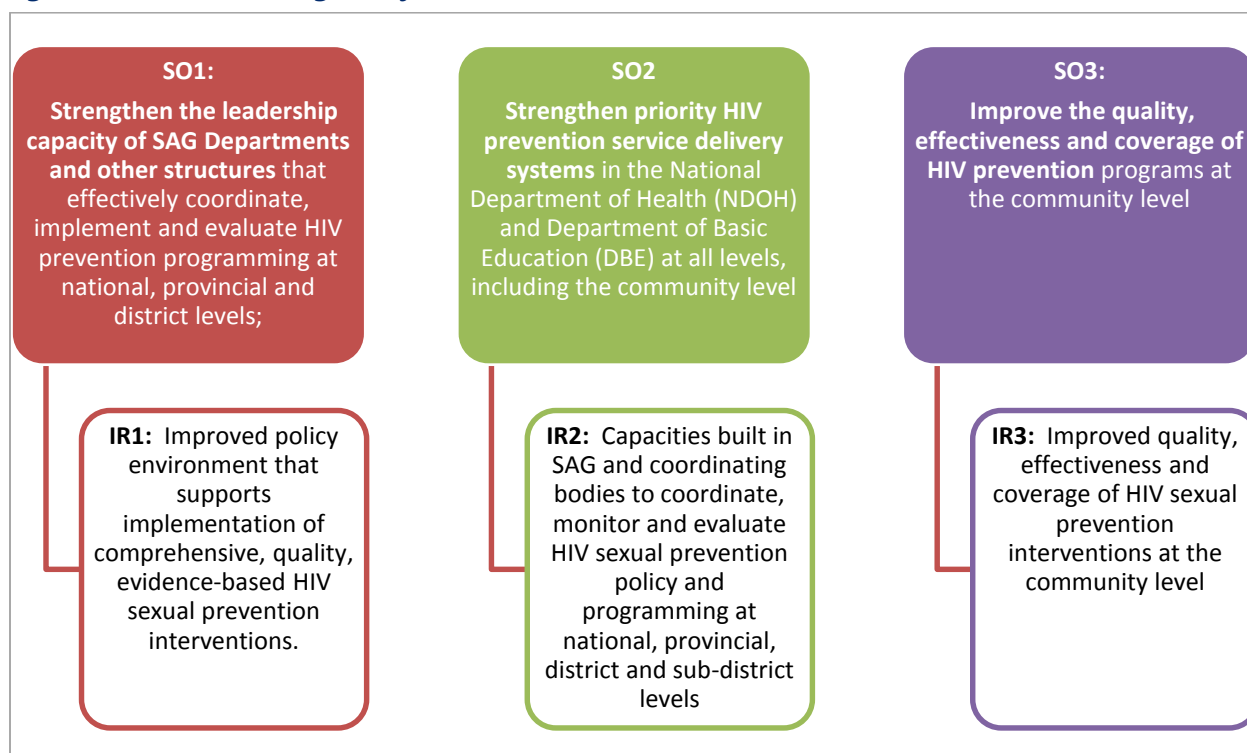 SO1:
Strengthen the leadership
capacity of SAG Departments
and other structures that
effectively coordinate,
implement and evaluate HIV
prevention programming at
national, provincial and
district levels;
IR1: Improved policy
environment that
supports
implementation of
comprehensive, quality,
evidence-based HIV
sexual prevention
interventions.
SO2
Strengthen priority HIV
prevention service delivery
systems in the National
Department of Health (NDOH)
and Department of Basic
Education (DBE) at all levels,
including the community level
IR2: Capacities built in
SAG and coordinating
bodies to coordinate,
monitor and evaluate
HIV sexual prevention
policy and
programming at
national, provincial,
district and sub-district
levels
SO3:
Improve the quality,
effectiveness and coverage of
HIV prevention programs at
the community level
IR3: Improved quality,
effectiveness and
coverage of HIV sexual
prevention
interventions at the
community level